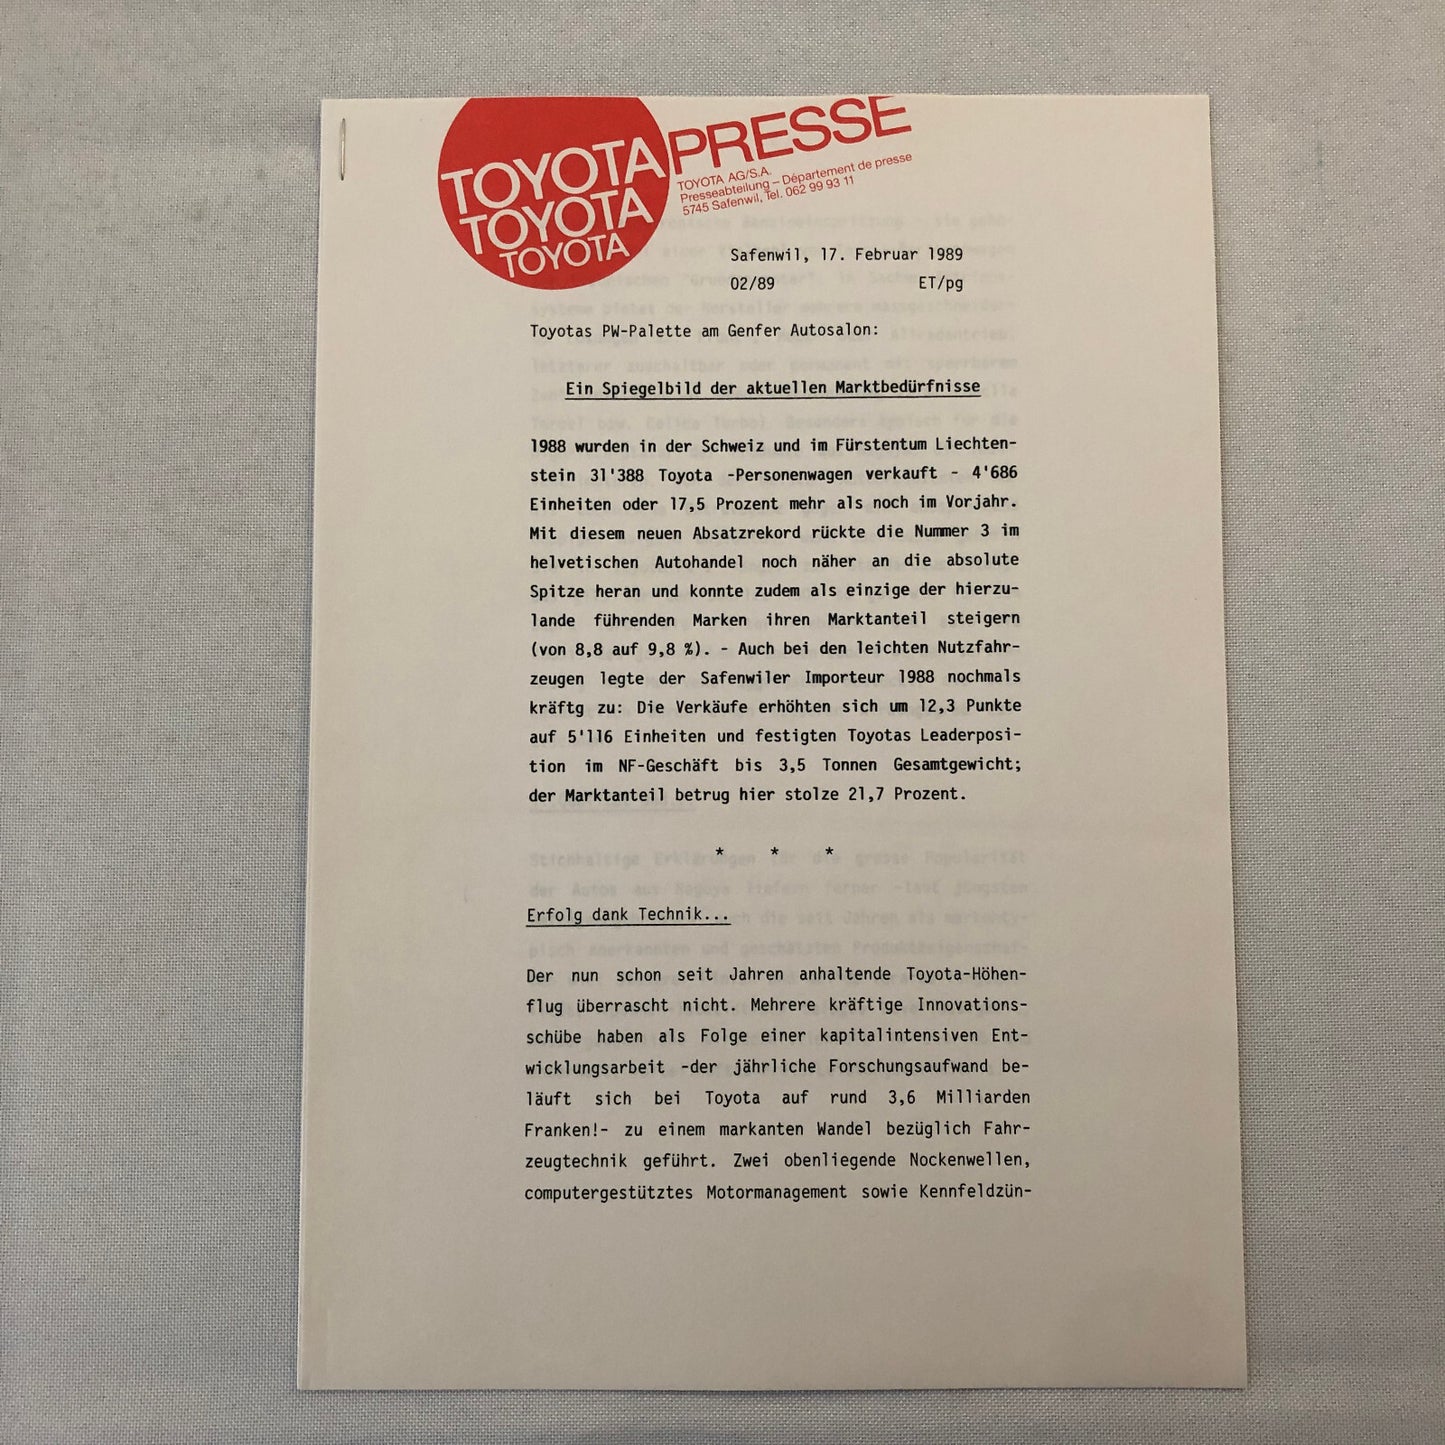 TOYOTA PRESSE
TOYOTA
TOYOTA
TOYOTA AG/S.A.
Presseabteilung – Département de presse
5745 Safenwil, Tel. 062 99 93 11
Safenwil, 17. Februar 1989
02/89 ET/pg
Toyotas PW-Palette am Genfer Autosalon:
Ein Spiegelbild der aktuellen Marktbedürfnisse
1988 wurden in der Schweiz und im Fürstentum Liechten-
stein 31'388 Toyota -Personenwagen verkauft - 4'686
Einheiten oder 17,5 Prozent mehr als noch im Vorjahr.
Mit diesem neuen Absatzrekord rückte die Nummer 3 im
helvetischen Autohandel noch näher an die absolute
Spitze heran und konnte zudem als einzige der hierzu-
lande führenden Marken ihren Marktanteil steigern
(von 8,8 auf 9,8 %). - Auch bei den leichten Nutzfahr-
zeugen legte der Safenwiler Importeur 1988 nochmals
kräftg zu: Die Verkäufe erhöhten sich um 12,3 Punkte
auf 5'116 Einheiten und festigten Toyotas Leaderposi-
tion im NF-Geschäft bis 3,5 Tonnen Gesamtgewicht;
der Marktanteil betrug hier stolze 21,7 Prozent.
* * *
Erfolg dank Technik...
Der nun schon seit Jahren anhaltende Toyota-Höhen-
flug überrascht nicht. Mehrere kräftige Innovations-
schübe haben als Folge einer kapitalintensiven Ent-
wicklungsarbeit -der jährliche Forschungsaufwand be-
läuft sich bei Toyota auf rund 3,6 Milliarden
Franken!- zu einem markanten Wandel bezüglich Fahr-
zeugtechnik geführt. Zwei obenliegende Nockenwellen,
computergestütztes Motormanagement sowie Kennfeldzün-